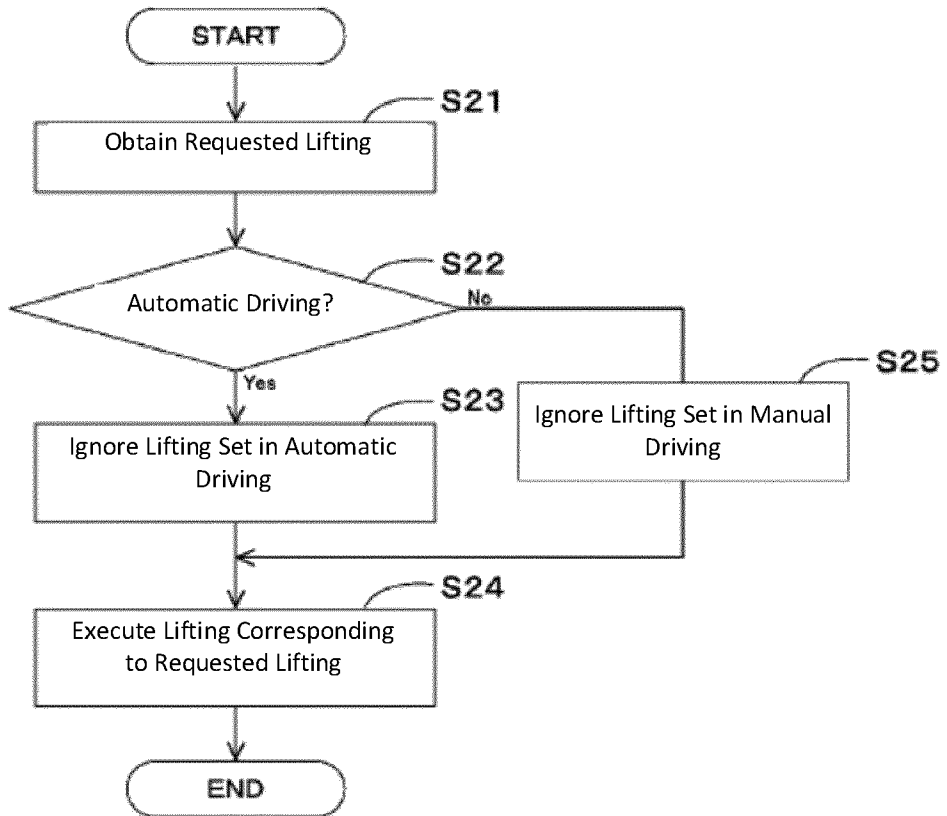 START
S21
Obtain Requested Lifting
S22
Automatic Driving?
No
Yes
S23
Ignore Lifting Set in Automatic
Driving
S25
Ignore Lifting Set in Manual
Driving
S24
Execute Lifting Corresponding
to Requested Lifting
END